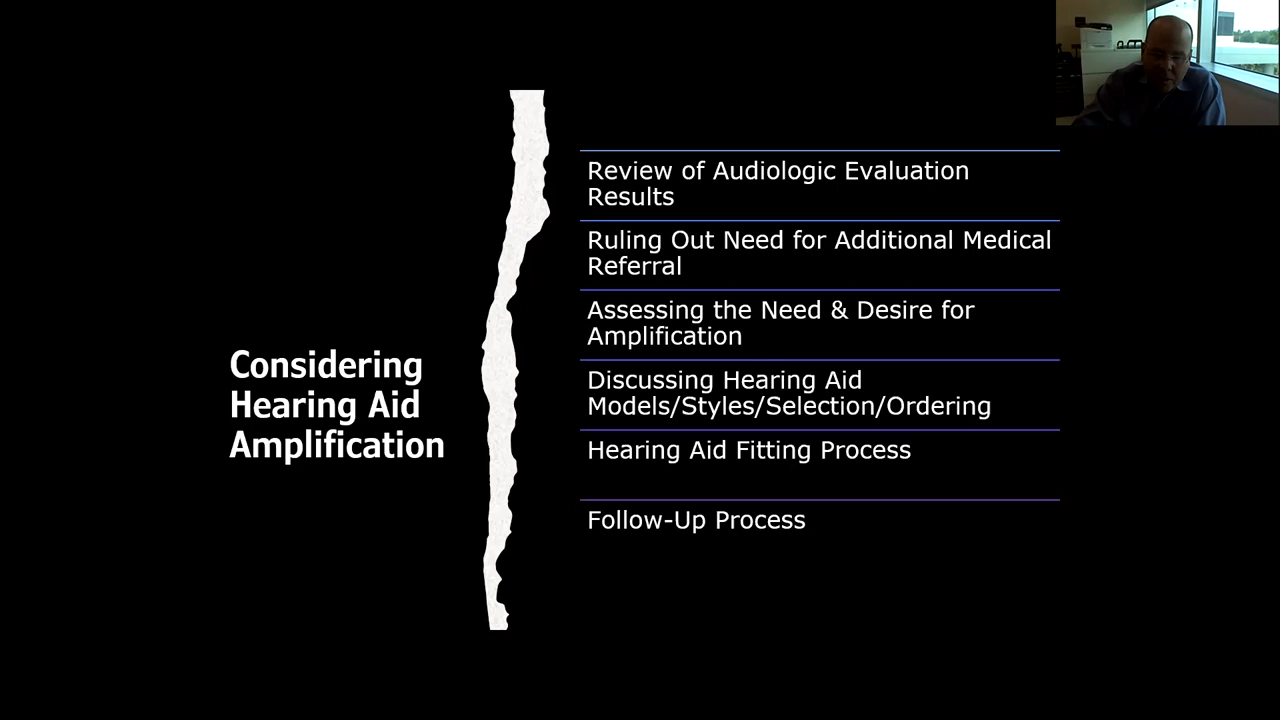 Considering
Hearing Aid
Amplification
Review of Audiologic Evaluation
Results
Ruling Out Need for Additional Medical
Referral
Assessing the Need & Desire for
Amplification
Discussing Hearing Aid
Models/Styles/Selection/Ordering
Hearing Aid Fitting Process
Follow-Up Process